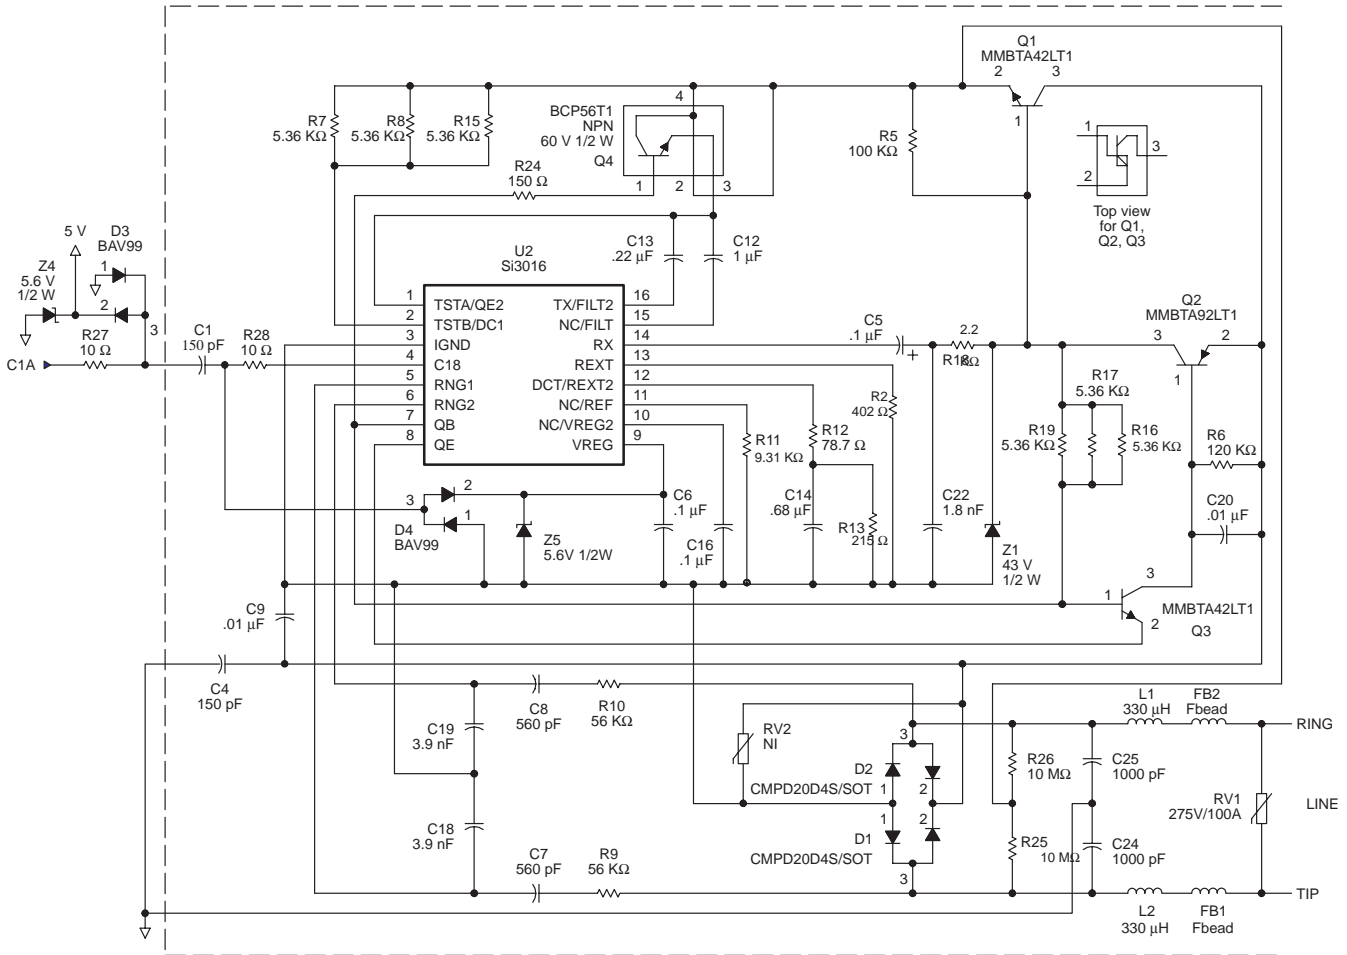 Q1
MMBTA42LT1
2 3
1
4
BCP56T1
NPN
60 V 1/2 W
Q4
1 2 3
R7
5.36 KΩ
R8
5.36 KΩ
R15
5.36 KΩ
R24
150 Ω
R5
100 KΩ
1
3
2
Top view
for Q1,
Q2, Q3
5 V
D3
BAV99
1
Z4
5.6 V
1/2 W
2
3
R27
10 Ω
C1A
C1
150 pF
R28
10 Ω
C13
.22 µF
C12
1 µF
U2
Si3016
1 TSTA/QE2 TX/FILT2 16
2 TSTB/DC1 NC/FILT 15
3 IGND RX 14
4 C18 REXT 13
5 RNG1 DCT/REXT2 12
6 RNG2 NC/REF 11
7 QB NC/VREG2 10
8 QE VREG 9
C5
.1 µF
+
2.2
R18
KΩ
Q2
MMBTA92LT1
3 2
1
R17
5.36 KΩ
R19
5.36 KΩ
R16
5.36 KΩ
R6
120 KΩ
C20
.01 µF
R2
402 Ω
R11
9.31 KΩ
R12
78.7 Ω
C14
.68 µF
R13
215 Ω
C22
1.8 nF
Z1
43 V
1/2 W
3
2
1
D4
BAV99
Z5
5.6V 1/2W
C6
.1 µF
C16
.1 µF
3
1
2
MMBTA42LT1
Q3
C9
.01 µF
C4
150 pF
C8
560 pF
R10
56 KΩ
C19
3.9 nF
C18
3.9 nF
C7
560 pF
R9
56 KΩ
RV2
NI
3
D2
CMPD20D4S/SOT
1 2
1 2
D1
CMPD20D4S/SOT
3
R26
10 MΩ
R25
10 MΩ
C25
1000 pF
C24
1000 pF
L1
330 µH
FB2
Fbead
RING
RV1
275V/100A
LINE
TIP
L2
330 µH
FB1
Fbead